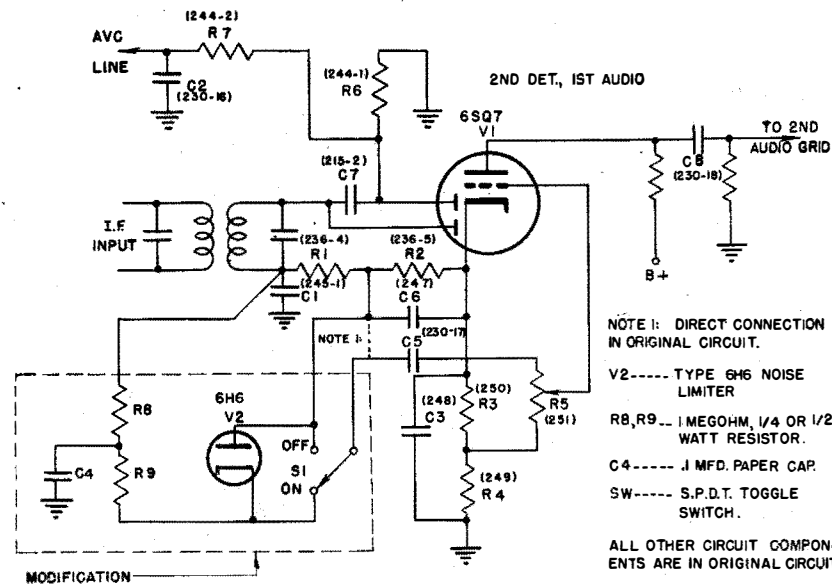 (244-2)
R7
AVC
LINE
C2
(230-16)
(244-1)
R6
2ND DET., 1ST AUDIO
6SQ7
V1
TO 2ND
AUDIO GRID
C8
(230-18)
B+
(215-2)
C7
I.F.
INPUT
(236-4)
(236-5)
R1
R2
(245-1)
(247)
C1
C6
(230-17)
NOTE 1:
C5
NOTE 1: DIRECT CONNECTION
IN ORIGINAL CIRCUIT.
V2----- TYPE 6H6 NOISE
LIMITER
R8,R9-- 1 MEGOHM, 1/4 OR 1/2
WATT RESISTOR.
C4----- .1 MFD. PAPER CAP.
SW----- S.P.D.T. TOGGLE
SWITCH.
ALL OTHER CIRCUIT COMPON-
ENTS ARE IN ORIGINAL CIRCUIT
R8
6H6
V2
OFF
S1
ON
C4
R9
(248)
C3
(250)
R3
R5
(251)
(249)
R4
MODIFICATION